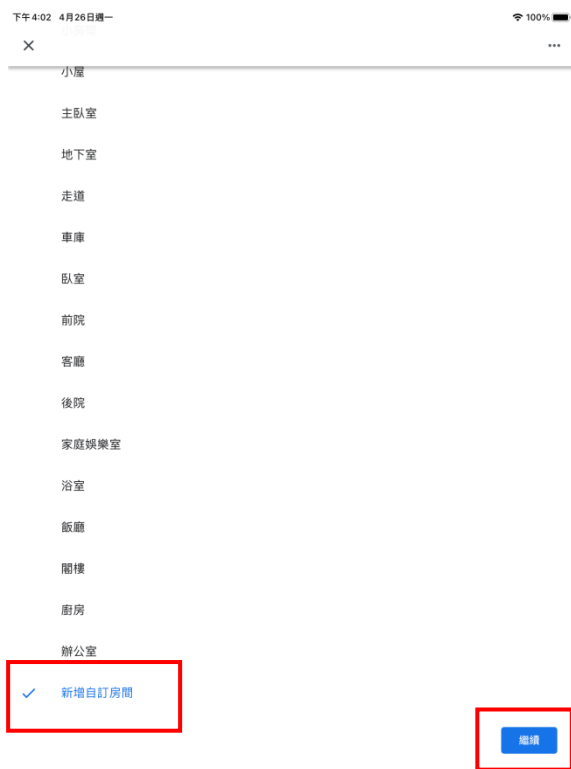 下午4:02 4月26日週一 100%
小屋
主臥室
地下室
走道
車庫
臥室
前院
客廳
後院
家庭娛樂室
浴室
飯廳
閣樓
廚房
辦公室
新增自訂房間
繼續